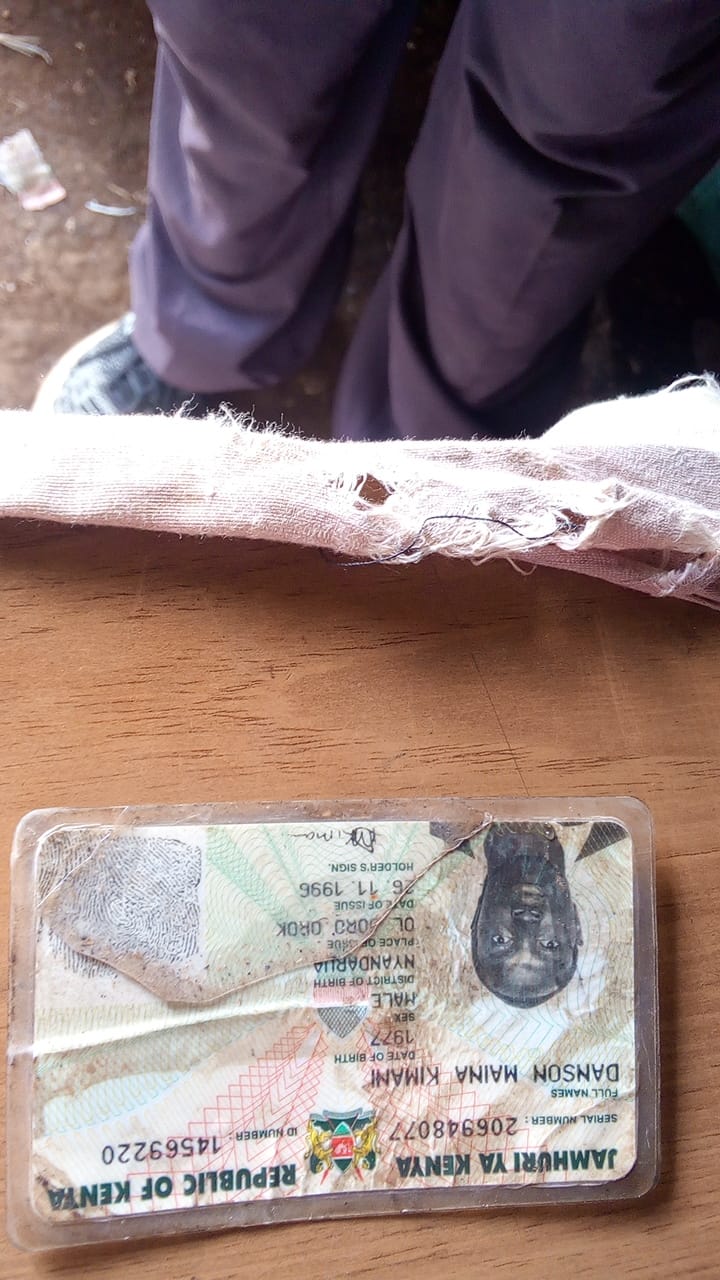 JAMHURI YA KENYA REPUBLIC OF KENYA
SERIAL NUMBER: 206948077 ID NUMBER: 14569220
FULL NAMES
DANSON MAINA KIMANI
DATE OF BIRTH
1977
SEX
MALE
DISTRICT OF BIRTH
NYANDARUA
PLACE OF ISSUE
OROK
DATE OF ISSUE
26. 11. 1996
HOLDER'S SIGN.